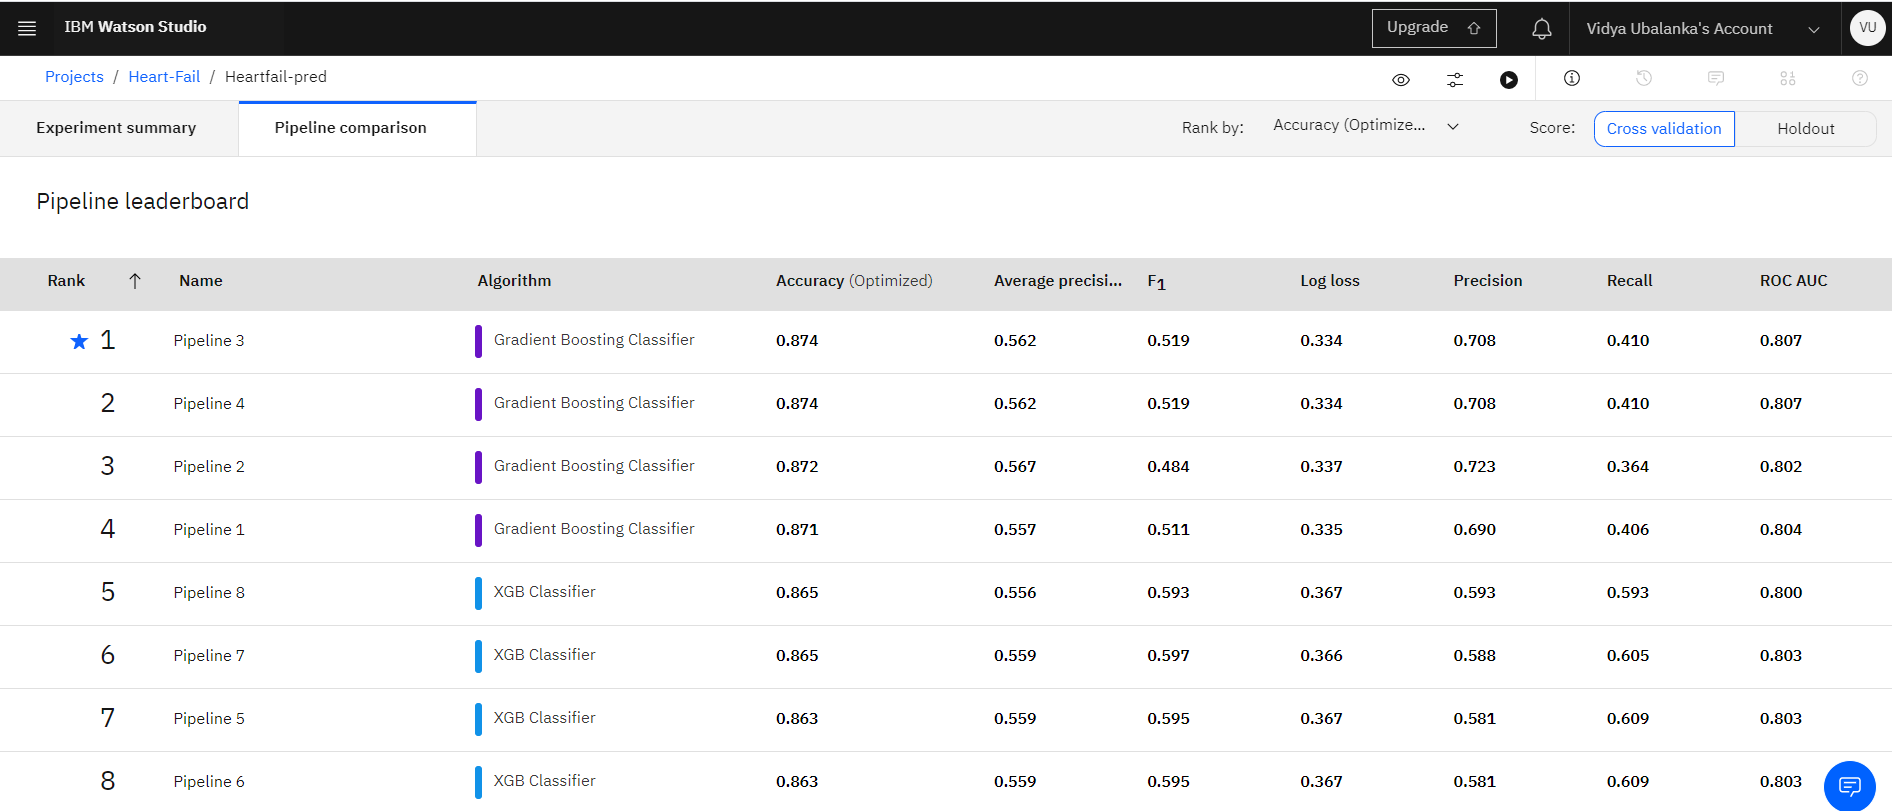 IBM Watson Studio Upgrade Vidya Ubalanka's Account VU
Projects / Heart-Fail / Heartfail-pred
Experiment summary Pipeline comparison Rank by: Accuracy (Optimize... Score: Cross validation Holdout
Pipeline leaderboard
Rank Name Algorithm Accuracy (Optimized) Average precisi... F1 Log loss Precision Recall ROC AUC
1 Pipeline 3 Gradient Boosting Classifier 0.874 0.562 0.519 0.334 0.708 0.410 0.807
2 Pipeline 4 Gradient Boosting Classifier 0.874 0.562 0.519 0.334 0.708 0.410 0.807
3 Pipeline 2 Gradient Boosting Classifier 0.872 0.567 0.484 0.337 0.723 0.364 0.802
4 Pipeline 1 Gradient Boosting Classifier 0.871 0.557 0.511 0.335 0.690 0.406 0.804
5 Pipeline 8 XGB Classifier 0.865 0.556 0.593 0.367 0.593 0.593 0.800
6 Pipeline 7 XGB Classifier 0.865 0.559 0.597 0.366 0.588 0.605 0.803
7 Pipeline 5 XGB Classifier 0.863 0.559 0.595 0.367 0.581 0.609 0.803
8 Pipeline 6 XGB Classifier 0.863 0.559 0.595 0.367 0.581 0.609 0.803